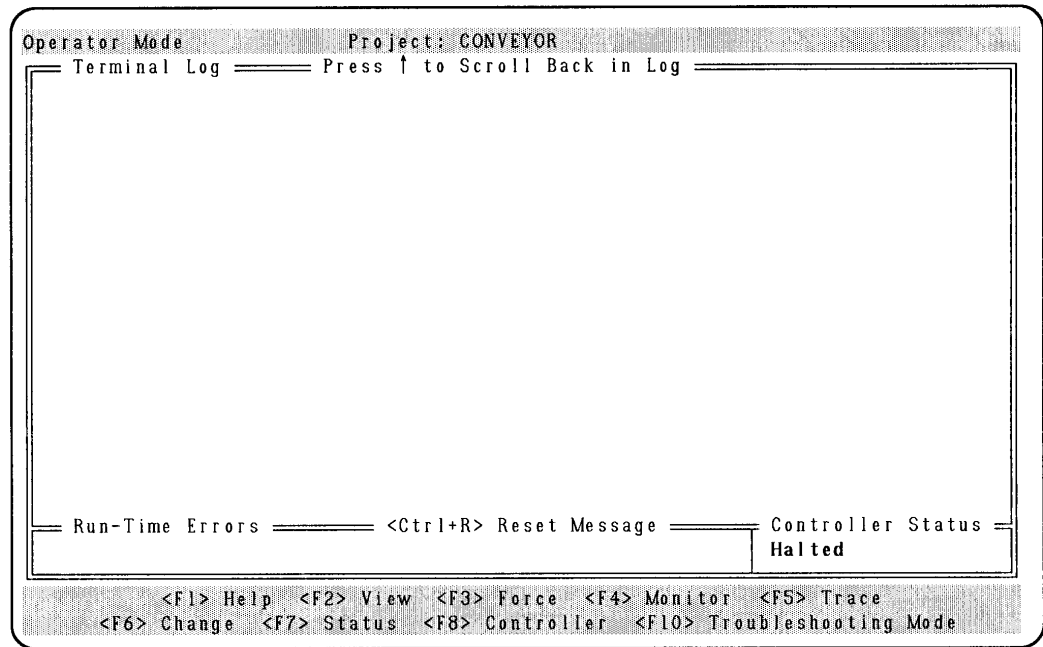 Operator Mode Project: CONVEYOR
Terminal Log Press ↑ to Scroll Back in Log
Run-Time Errors <Ctrl+R> Reset Message Controller Status
Halted
<F1> Help <F2> View <F3> Force <F4> Monitor <F5> Trace
<F6> Change <F7> Status <F8> Controller <F10> Troubleshooting Mode